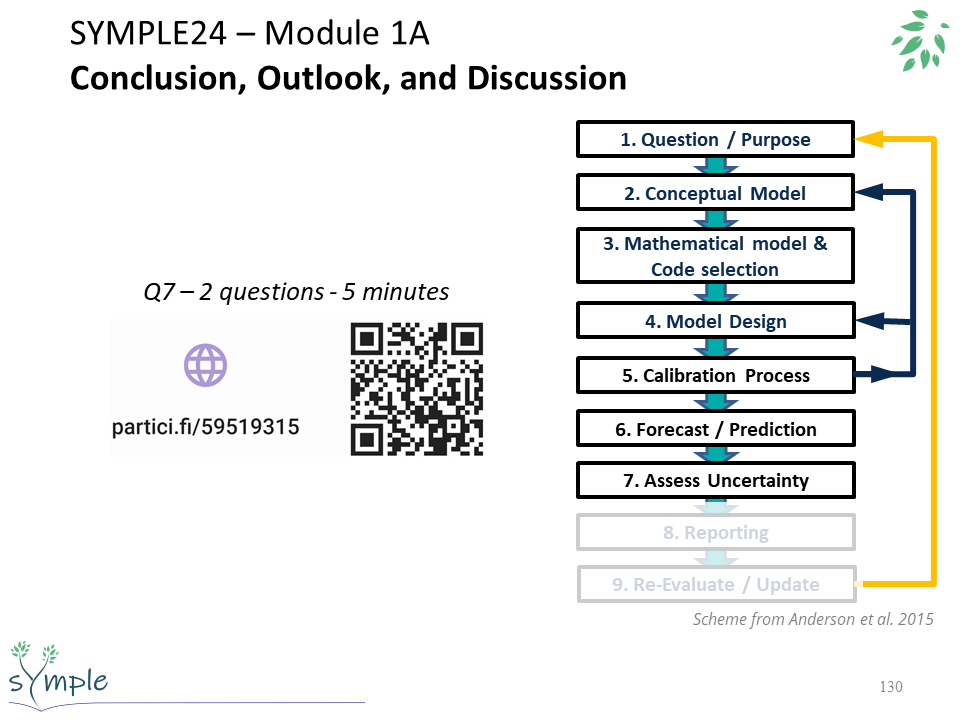 SYMPLE24 – Module 1A
Conclusion, Outlook, and Discussion
Q7 – 2 questions - 5 minutes
partici.fi/59519315
1. Question / Purpose
2. Conceptual Model
3. Mathematical model &
Code selection
4. Model Design
5. Calibration Process
6. Forecast / Prediction
7. Assess Uncertainty
8. Reporting
9. Re-Evaluate / Update
Scheme from Anderson et al. 2015
sYmple
130